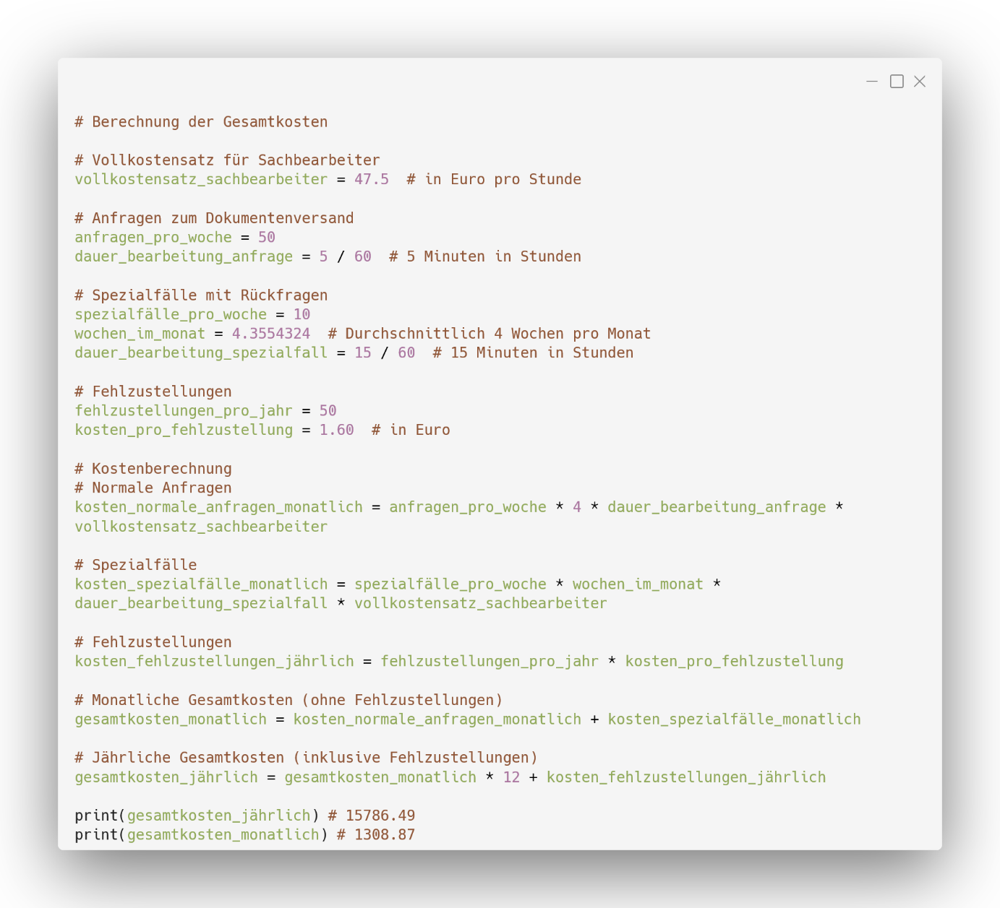 # Berechnung der Gesamtkosten
# Vollkostensatz für Sachbearbeiter
vollkostensatz_sachbearbeiter = 47.5  # in Euro pro Stunde
# Anfragen zum Dokumentenversand
anfragen_pro_woche = 50
dauer_bearbeitung_anfrage = 5 / 60  # 5 Minuten in Stunden
# Spezialfälle mit Rückfragen
spezialfälle_pro_woche = 10
wochen_im_monat = 4.3554324  # Durchschnittlich 4 Wochen pro Monat
dauer_bearbeitung_spezialfall = 15 / 60  # 15 Minuten in Stunden
# Fehlzustellungen
fehlzustellungen_pro_jahr = 50
kosten_pro_fehlzustellung = 1.60  # in Euro
# Kostenberechnung
# Normale Anfragen
kosten_normale_anfragen_monatlich = anfragen_pro_woche * 4 * dauer_bearbeitung_anfrage *
vollkostensatz_sachbearbeiter
# Spezialfälle
kosten_spezialfälle_monatlich = spezialfälle_pro_woche * wochen_im_monat *
dauer_bearbeitung_spezialfall * vollkostensatz_sachbearbeiter
# Fehlzustellungen
kosten_fehlzustellungen_jährlich = fehlzustellungen_pro_jahr * kosten_pro_fehlzustellung
# Monatliche Gesamtkosten (ohne Fehlzustellungen)
gesamtkosten_monatlich = kosten_normale_anfragen_monatlich + kosten_spezialfälle_monatlich
# Jährliche Gesamtkosten (inklusive Fehlzustellungen)
gesamtkosten_jährlich = gesamtkosten_monatlich * 12 + kosten_fehlzustellungen_jährlich
print(gesamtkosten_jährlich) # 15786.49
print(gesamtkosten_monatlich) # 1308.87